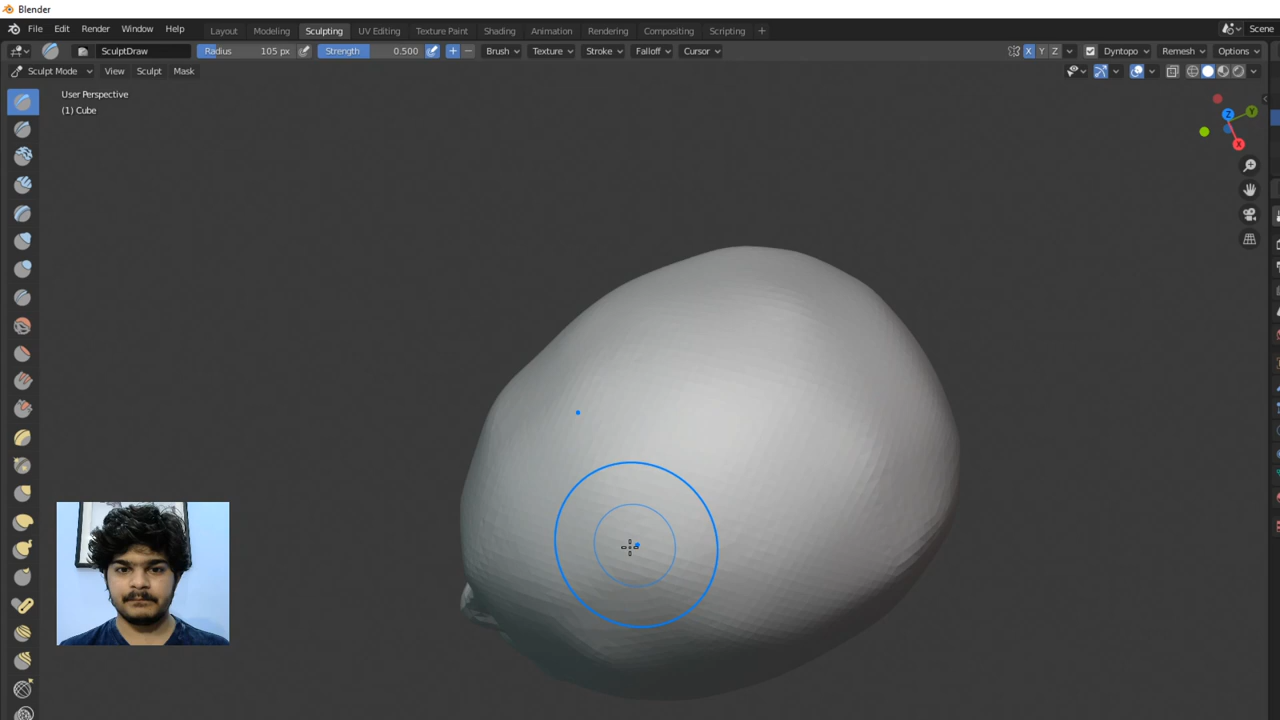 Blender
File Edit Render Window Help Layout Modeling Sculpting UV Editing Texture Paint Shading Animation Rendering Compositing Scripting + Scene
SculptDraw Radius 105 px Strength 0.500 Brush Texture Stroke Falloff Cursor X Y Z Dyntopo Remesh Options
Sculpt Mode View Sculpt Mask
User Perspective
(1) Cube
Z Y
X